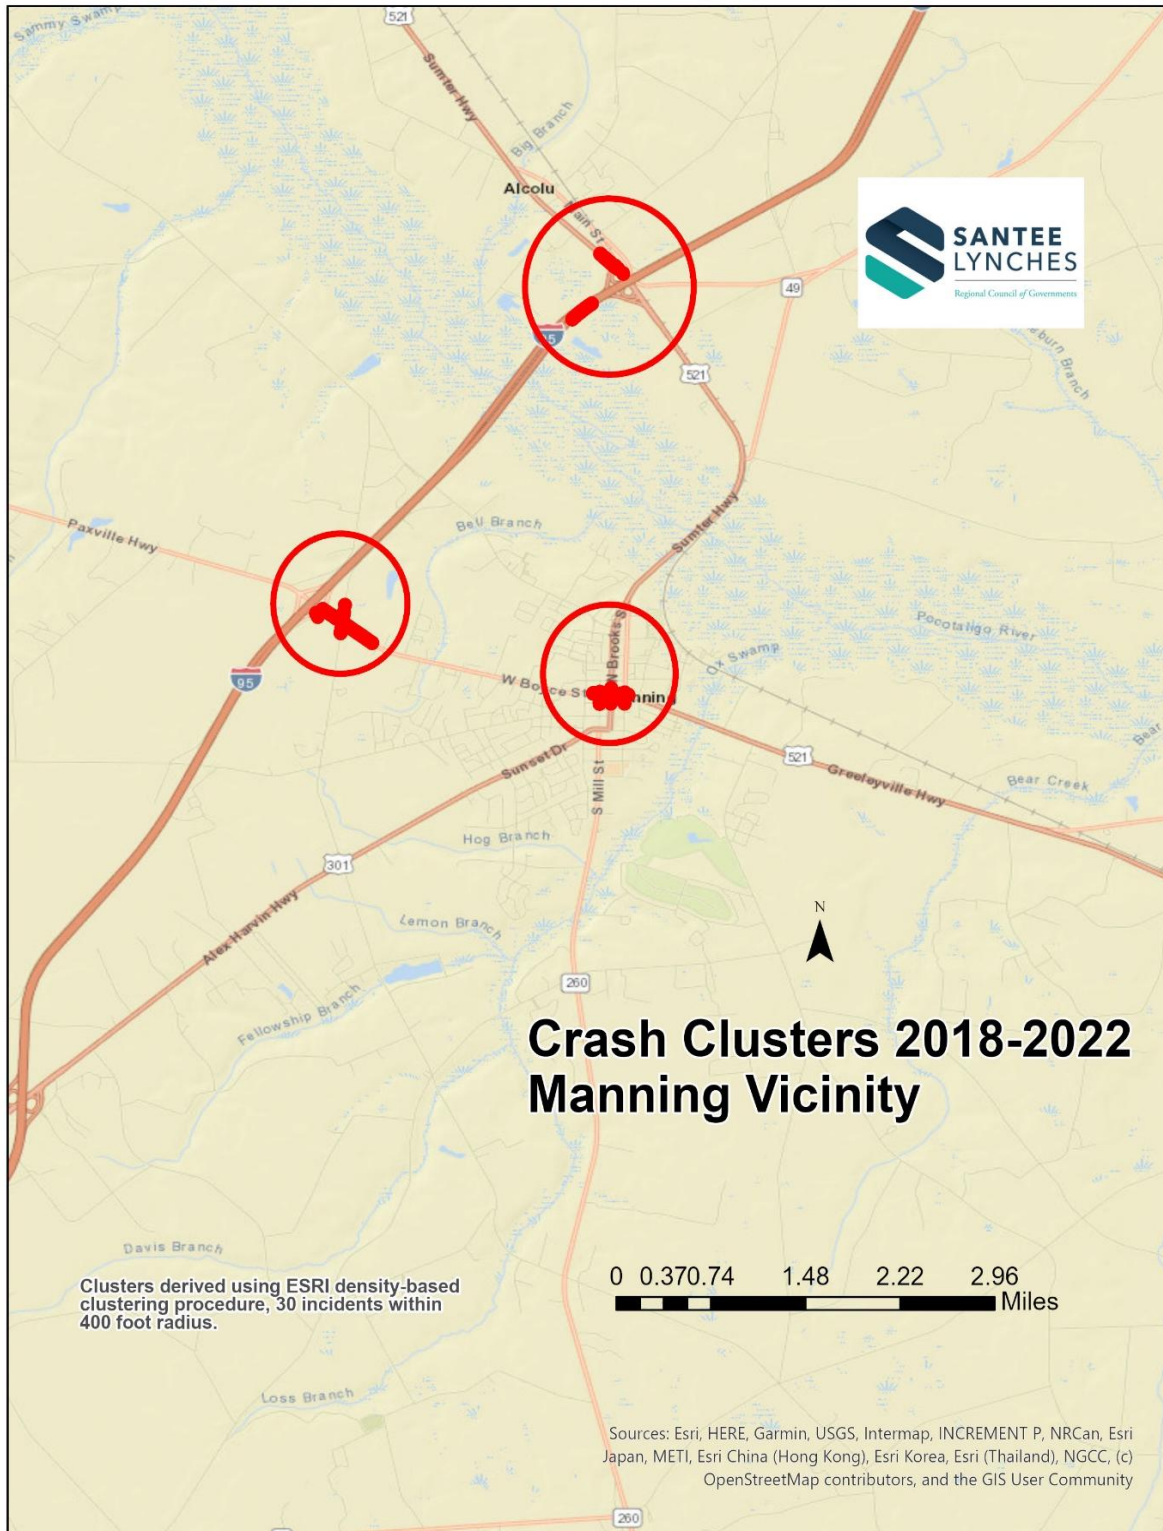 521
Sammy Swamp
Sumter Hwy
Big Branch
Alcolu
Main St
SANTEE
LYNCHES
Regional Council of Governments
49
95
521
Paxville Hwy
Bell Branch
Sumter Hwy
Pocotaligo River
N Brooks S
Ox Swamp
95
W Boyce St
nning
521
Greeleyville Hwy
Bear
Bear Creek
Sunset Dr
S Mill St
Hog Branch
301
Alex Harvin Hwy
Lemon Branch
260
Fellowship Branch
N
Crash Clusters 2018-2022
Manning Vicinity
Davis Branch
Clusters derived using ESRI density-based
clustering procedure, 30 incidents within
400 foot radius.
0 0.37 0.74 1.48 2.22 2.96
Miles
Loss Branch
Sources: Esri, HERE, Garmin, USGS, Intermap, INCREMENT P, NRCan, Esri
Japan, METI, Esri China (Hong Kong), Esri Korea, Esri (Thailand), NGCC, (c)
OpenStreetMap contributors, and the GIS User Community
260